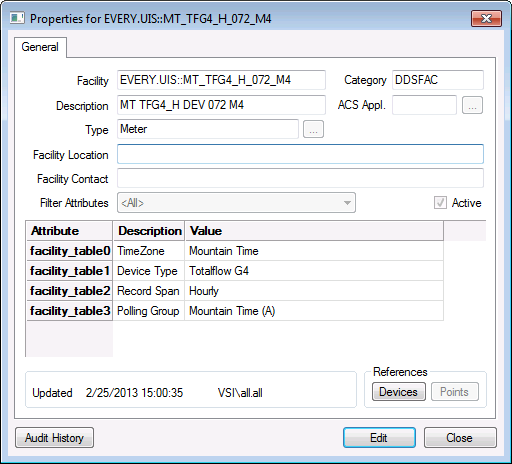 Properties for EVERY.UIS::MT_TFG4_H_072_M4
General
Facility EVERY.UIS::MT_TFG4_H_072_M4 Category DDSFAC
Description MT TFG4_H DEV 072 M4 ACS Appl. ...
Type Meter ...
Facility Location
Facility Contact
Filter Attributes <All> Active
Attribute Description Value
facility_table0 TimeZone Mountain Time
facility_table1 Device Type Totalflow G4
facility_table2 Record Span Hourly
facility_table3 Polling Group Mountain Time (A)
References
Updated 2/25/2013 15:00:35 VSI\all.all Devices Points
Audit History Edit Close